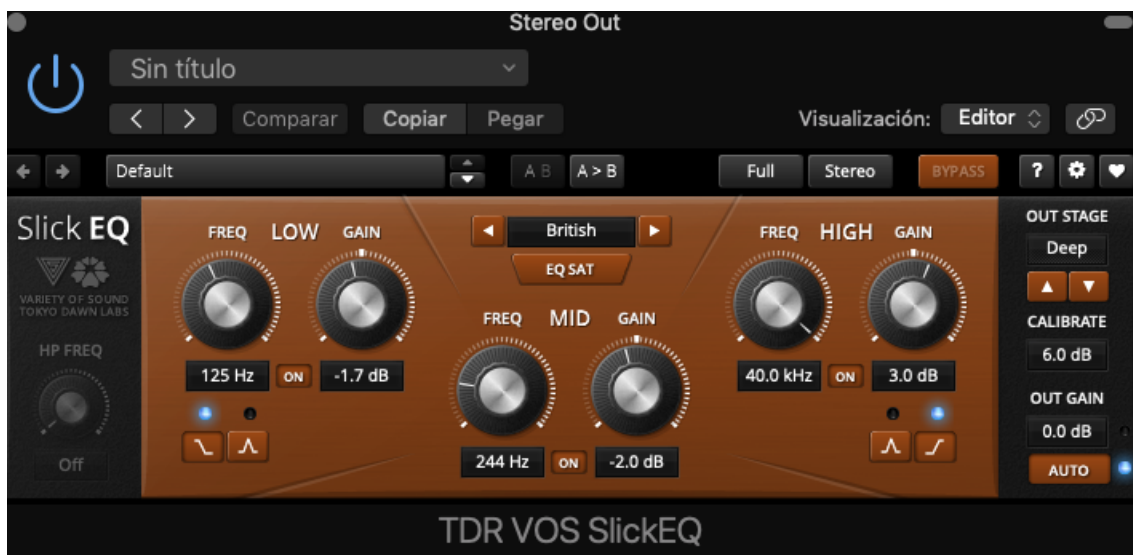 Stereo Out
Sin título
Comparar Copiar Pegar Visualización: Editor
Default A B A > B Full Stereo BYPASS ?
Slick EQ
VARIETY OF SOUND
TOKYO DAWN LABS
HP FREQ
Off
FREQ LOW GAIN
125 Hz ON -1.7 dB
British
EQ SAT
FREQ MID GAIN
244 Hz ON -2.0 dB
FREQ HIGH GAIN
40.0 kHz ON 3.0 dB
OUT STAGE
Deep
CALIBRATE
6.0 dB
OUT GAIN
0.0 dB
AUTO
TDR VOS SlickEQ